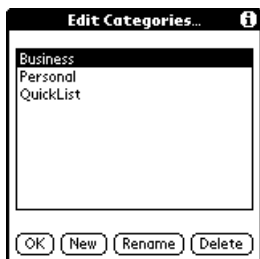 Edit Categories... i
Business
Personal
QuickList
OK New Rename Delete